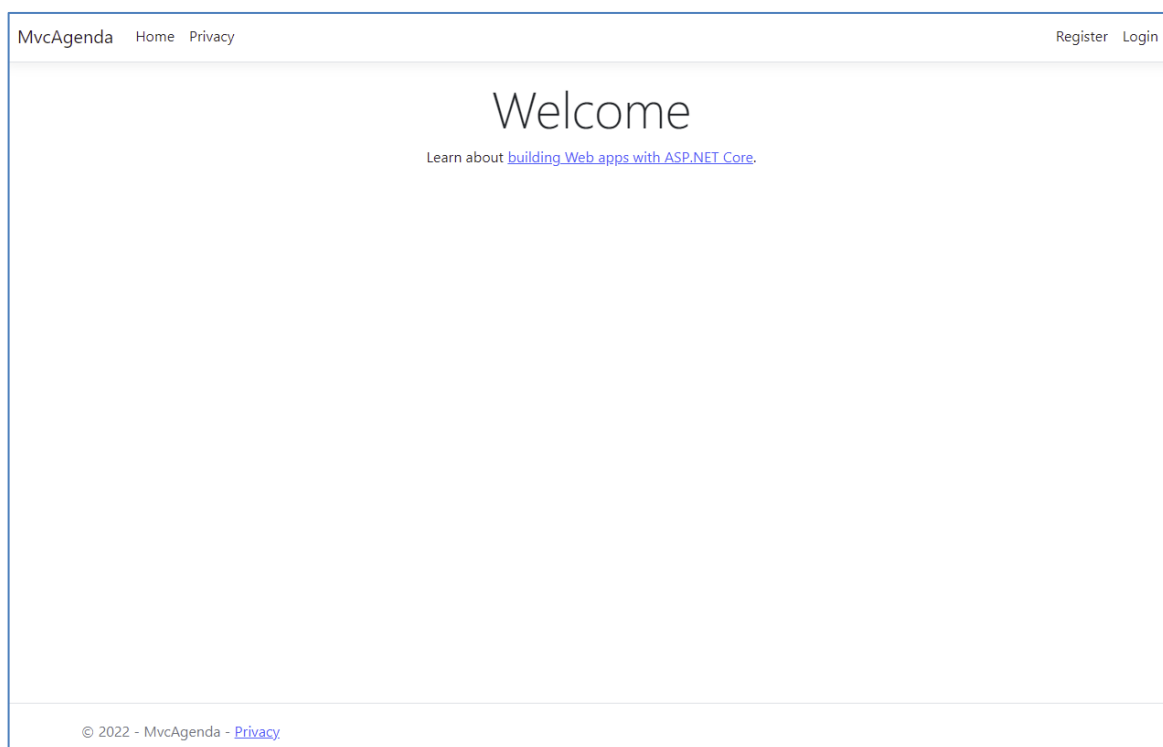 MvcAgenda Home Privacy Register Login
Welcome
Learn about building Web apps with ASP.NET Core.
© 2022 - MvcAgenda - Privacy